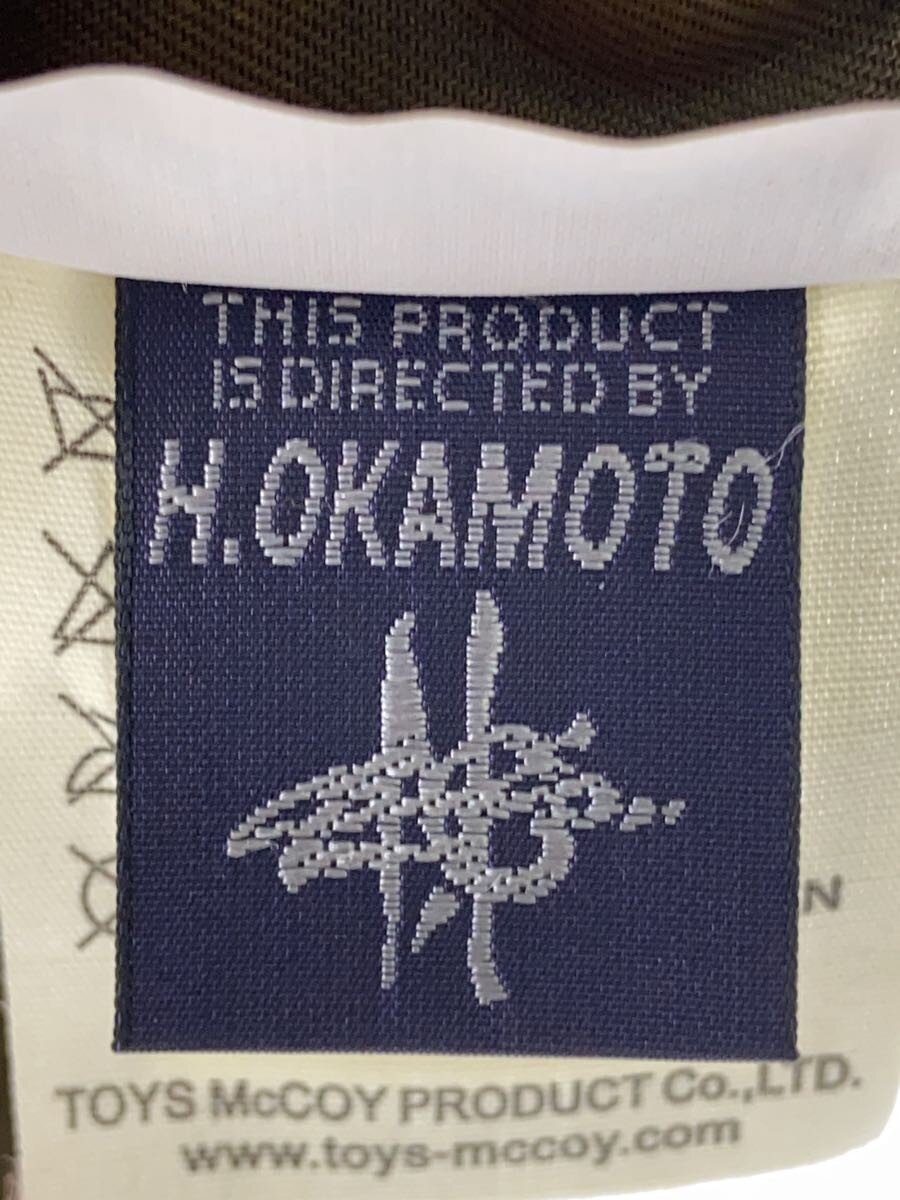 THIS PRODUCT
IS DIRECTED BY
H.OKAMOTO
N
TOYS McCOY PRODUCT Co.,LTD.
www.toys-mccoy.com